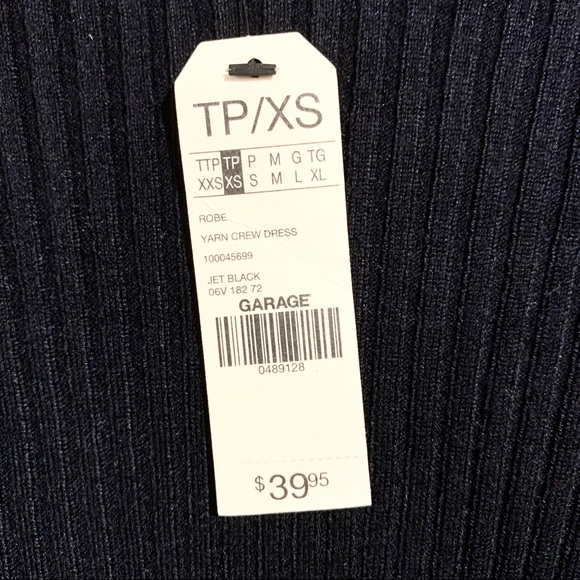 TP/XS
TTP TP P M G TG
XXS XS S M L XL
ROBE
YARN CREW DRESS
100045699
JET BLACK
06V 182 72
GARAGE
0489128
$39.95